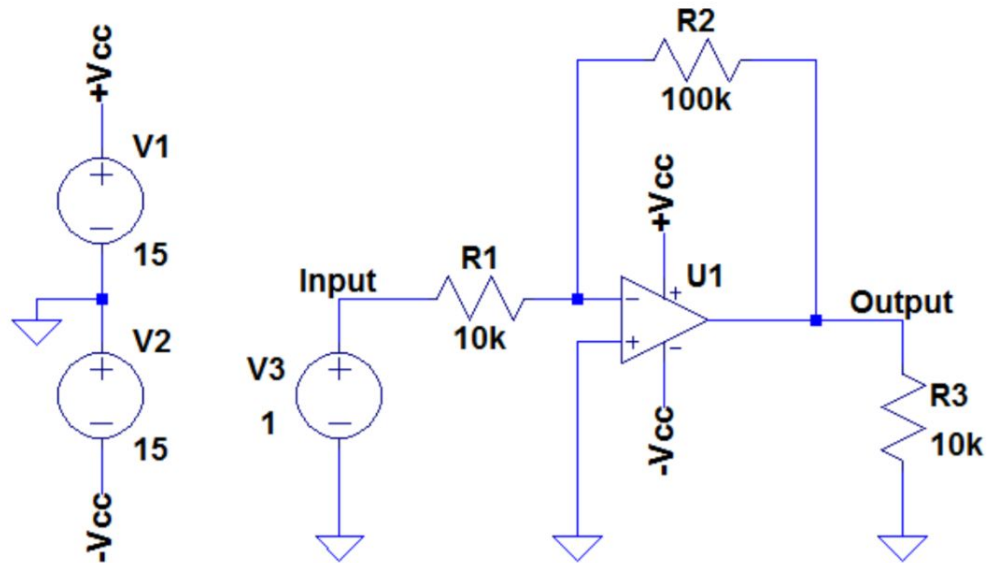 +Vcc
V1
+
−
15
V2
+
−
15
-Vcc
Input
V3
+
−
1
R1
10k
R2
100k
+Vcc
U1
+
−
+
−
-Vcc
Output
R3
10k